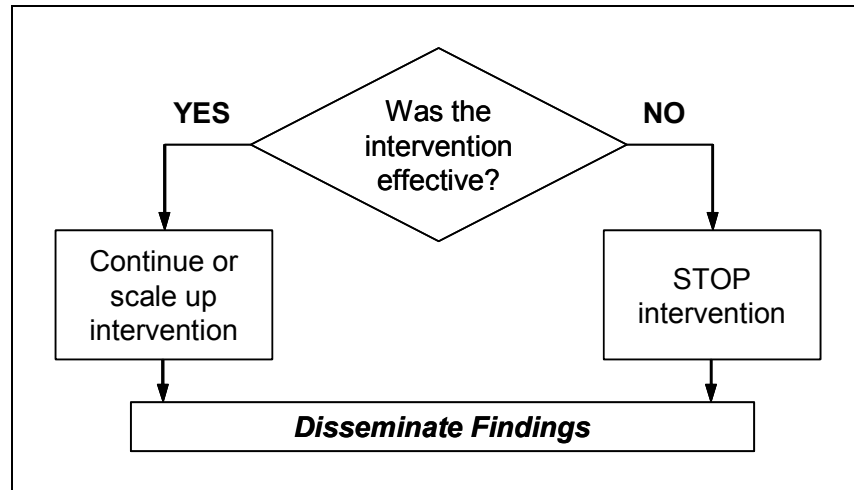 YES
Was the
intervention
effective?
NO
Continue or
scale up
intervention
STOP
intervention
Disseminate Findings